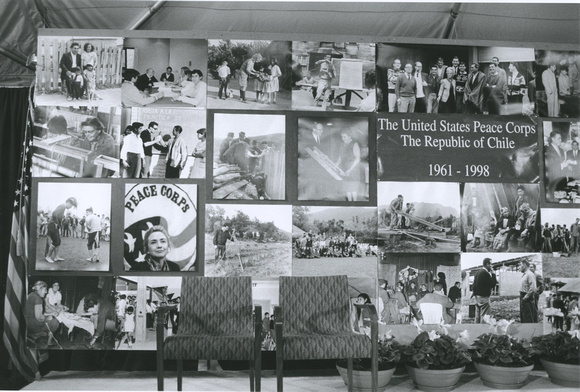 The United States Peace Corps
The Republic of Chile
1961 - 1998
PEACE CORPS